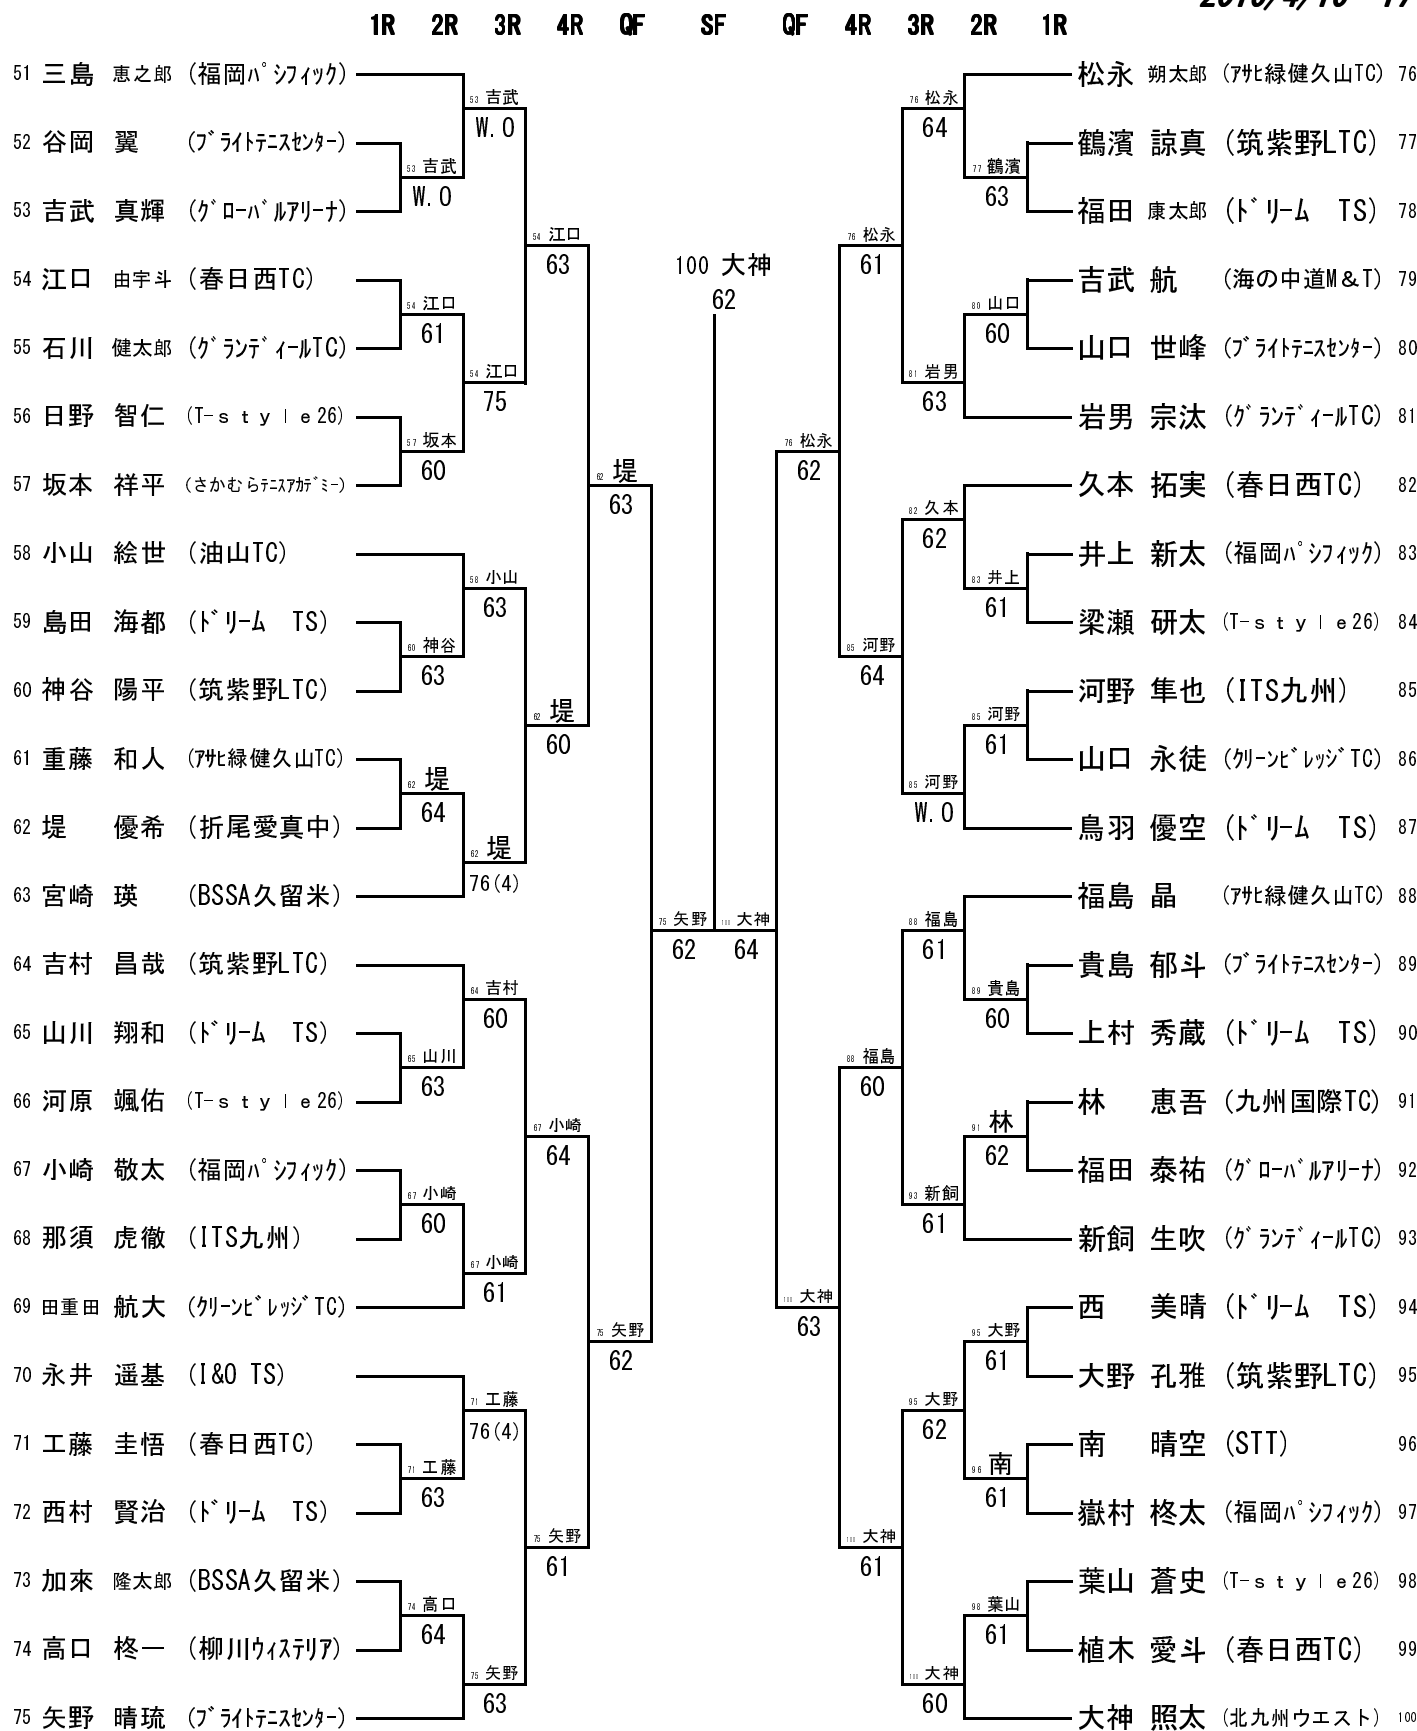 1R 2R 3R 4R QF SF QF 4R 3R 2R 1R
51 三島 恵之郎 (福岡ﾊﾟｼﾌｨｯｸ)
52 谷岡 翼 (ﾌﾞﾗｲﾄﾃﾆｽｾﾝﾀｰ)
53 吉武 真輝 (ｸﾞﾛｰﾊﾞﾙｱﾘｰﾅ)
54 江口 由宇斗 (春日西TC)
55 石川 健太郎 (ｸﾞﾗﾝﾃﾞｨｰﾙTC)
56 日野 智仁 (T-ｓｔｙｌｅ26)
57 坂本 祥平 (さかむらﾃﾆｽｱｶﾃﾞﾐｰ)
58 小山 絵世 (油山TC)
59 島田 海都 (ﾄﾞﾘｰﾑ TS)
60 神谷 陽平 (筑紫野LTC)
61 重藤 和人 (ｱｻﾋ緑健久山TC)
62 堤 優希 (折尾愛真中)
63 宮崎 瑛 (BSSA久留米)
64 吉村 昌哉 (筑紫野LTC)
65 山川 翔和 (ﾄﾞﾘｰﾑ TS)
66 河原 颯佑 (T-ｓｔｙｌｅ26)
67 小崎 敬太 (福岡ﾊﾟｼﾌｨｯｸ)
68 那須 虎徹 (ITS九州)
69 田重田 航大 (ｸﾘｰﾝﾋﾞﾚｯｼﾞTC)
70 永井 遥基 (I&O TS)
71 工藤 圭悟 (春日西TC)
72 西村 賢治 (ﾄﾞﾘｰﾑ TS)
73 加來 隆太郎 (BSSA久留米)
74 高口 柊一 (柳川ｳｨｽﾃﾘｱ)
75 矢野 晴琉 (ﾌﾞﾗｲﾄﾃﾆｽｾﾝﾀｰ)
53 吉武
W.O
54 江口
61
57 坂本
60
60 神谷
63
62 堤
64
65 山川
63
67 小崎
60
71 工藤
63
74 高口
64
53 吉武
W.O
54 江口
75
58 小山
63
62 堤
76(4)
64 吉村
60
67 小崎
61
71 工藤
76(4)
75 矢野
63
54 江口
63
62 堤
60
67 小崎
64
75 矢野
61
62 堤
63
75 矢野
62
75 矢野
62
100 大神
62
100 大神
64
76 松永
62
100 大神
63
76 松永
61
85 河野
64
88 福島
60
100 大神
61
76 松永
64
81 岩男
63
82 久本
62
85 河野
W.O
88 福島
61
93 新飼
61
95 大野
62
100 大神
60
77 鶴濱
63
80 山口
60
83 井上
61
85 河野
61
89 貴島
60
91 林
62
95 大野
61
96 南
61
98 葉山
61
松永 朔太郎 (ｱｻﾋ緑健久山TC) 76
鶴濱 諒真 (筑紫野LTC) 77
福田 康太郎 (ﾄﾞﾘｰﾑ TS) 78
吉武 航 (海の中道M＆T) 79
山口 世峰 (ﾌﾞﾗｲﾄﾃﾆｽｾﾝﾀｰ) 80
岩男 宗汰 (ｸﾞﾗﾝﾃﾞｨｰﾙTC) 81
久本 拓実 (春日西TC) 82
井上 新太 (福岡ﾊﾟｼﾌｨｯｸ) 83
梁瀬 研太 (T-ｓｔｙｌｅ26) 84
河野 隼也 (ITS九州) 85
山口 永徒 (ｸﾘｰﾝﾋﾞﾚｯｼﾞTC) 86
鳥羽 優空 (ﾄﾞﾘｰﾑ TS) 87
福島 晶 (ｱｻﾋ緑健久山TC) 88
貴島 郁斗 (ﾌﾞﾗｲﾄﾃﾆｽｾﾝﾀｰ) 89
上村 秀蔵 (ﾄﾞﾘｰﾑ TS) 90
林 恵吾 (九州国際TC) 91
福田 泰祐 (ｸﾞﾛｰﾊﾞﾙｱﾘｰﾅ) 92
新飼 生吹 (ｸﾞﾗﾝﾃﾞｨｰﾙTC) 93
西 美晴 (ﾄﾞﾘｰﾑ TS) 94
大野 孔雅 (筑紫野LTC) 95
南 晴空 (STT) 96
嶽村 柊太 (福岡ﾊﾟｼﾌｨｯｸ) 97
葉山 蒼史 (T-ｓｔｙｌｅ26) 98
植木 愛斗 (春日西TC) 99
大神 照太 (北九州ウエスト) 100